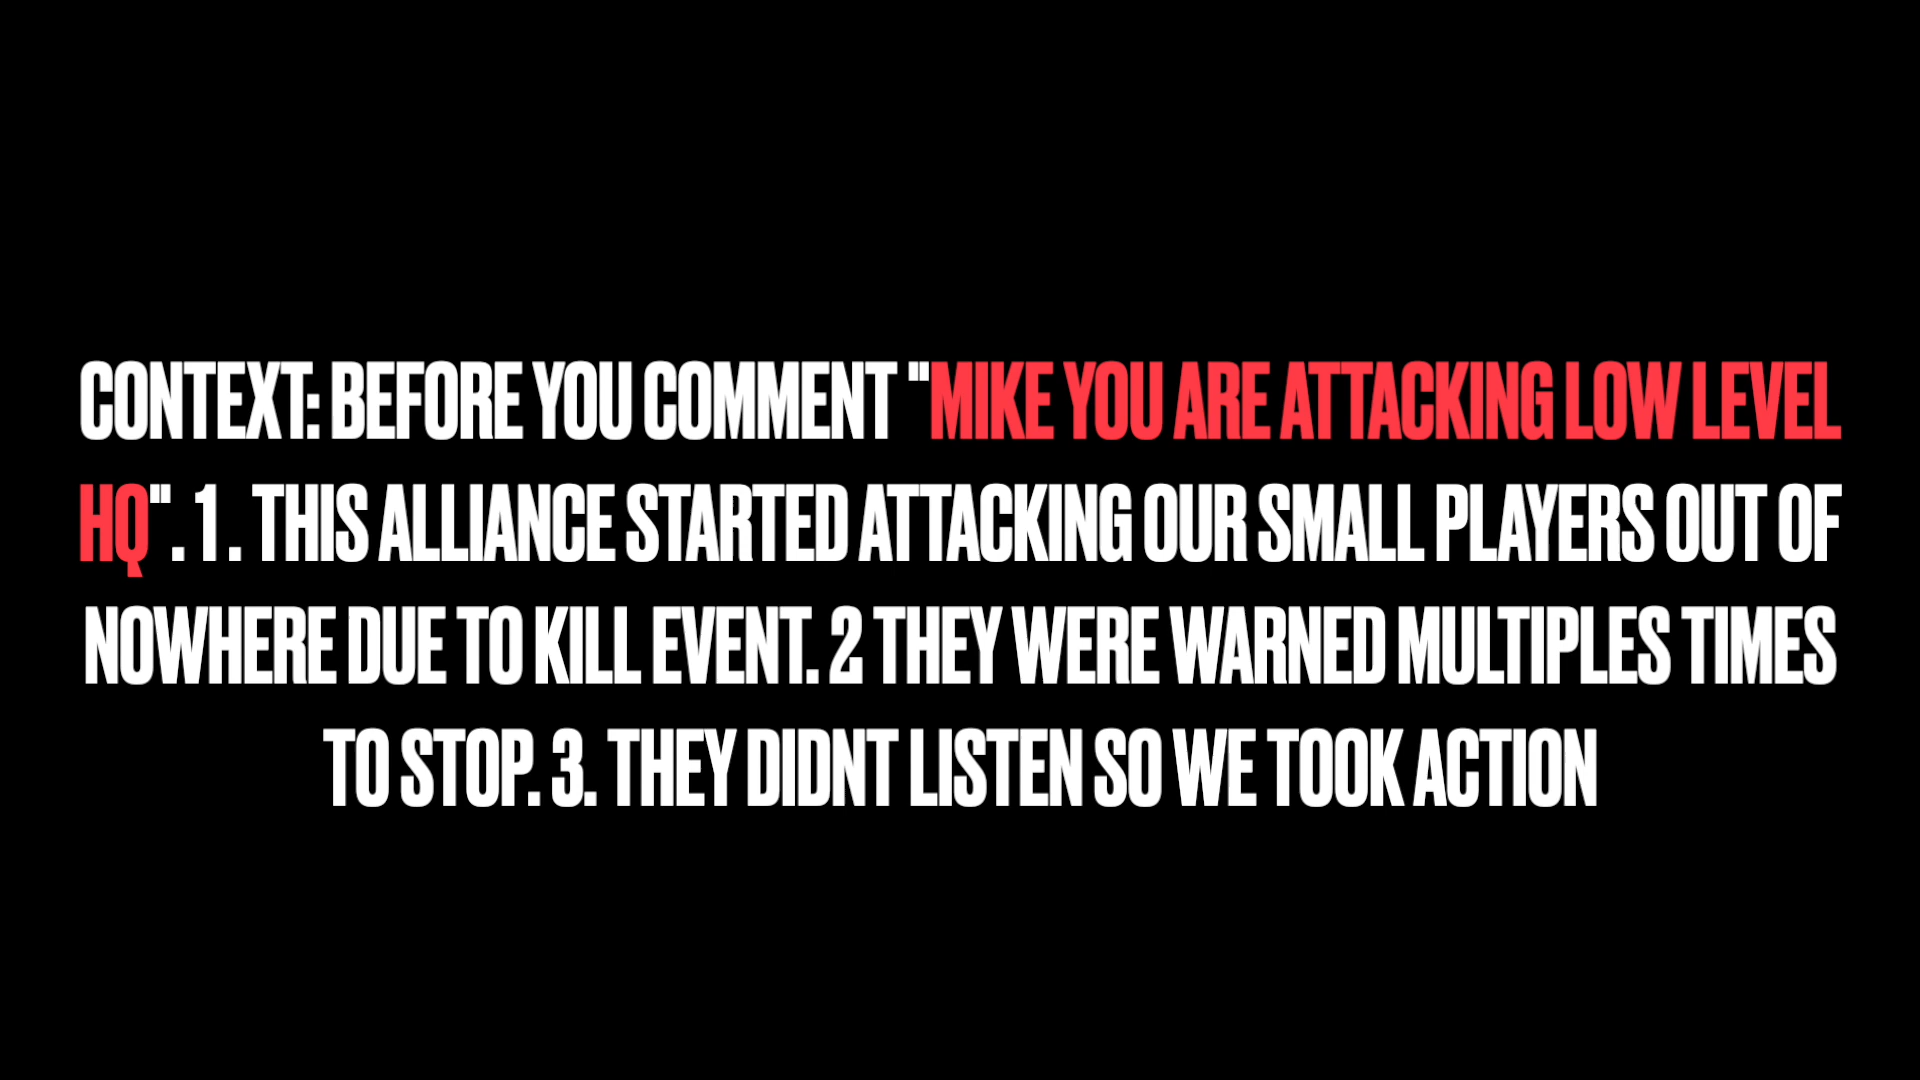 CONTEXT: BEFORE YOU COMMENT "MIKE YOU ARE ATTACKING LOW LEVEL
HQ". 1. THIS ALLIANCE STARTED ATTACKING OUR SMALL PLAYERS OUT OF
NOWHERE DUE TO KILL EVENT. 2 THEY WERE WARNED MULTIPLES TIMES
TO STOP. 3. THEY DIDNT LISTEN SO WE TOOK ACTION